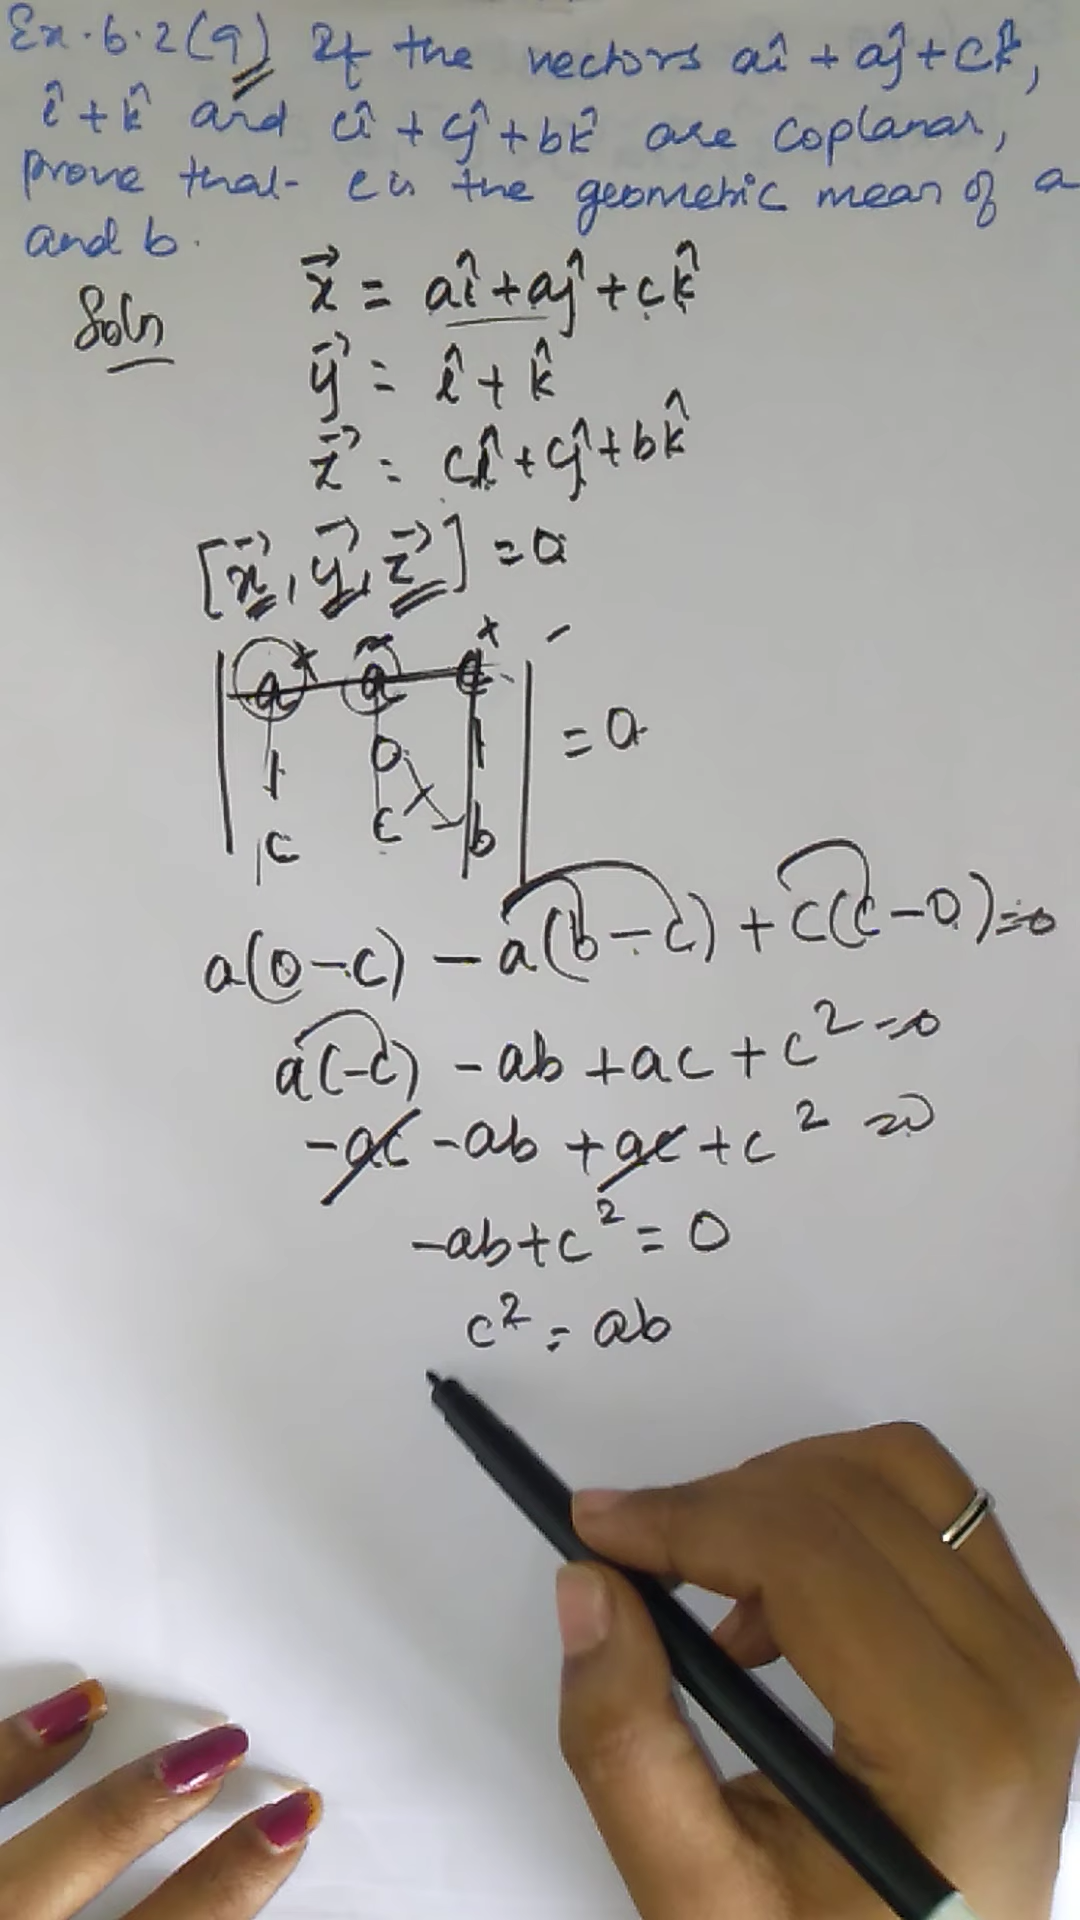 Ex.6.2(9) If the vectors aî + aĵ + ck̂,
î + k̂ and cî + cĵ + bk̂ are coplanar,
prove that c is the geometric mean of a
and b.
Soln
x⃗ = aî + aĵ + ck̂
y⃗ = î + k̂
z⃗ = cî + cĵ + bk̂
[x⃗, y⃗, z⃗] = 0
| a a c |
| 1 0 1 | = 0
| c c b |
a(0-c) - a(b-c) + c(c-0) = 0
a(-c) - ab + ac + c² = 0
-ac - ab + ac + c² = 0
-ab + c² = 0
c² = ab